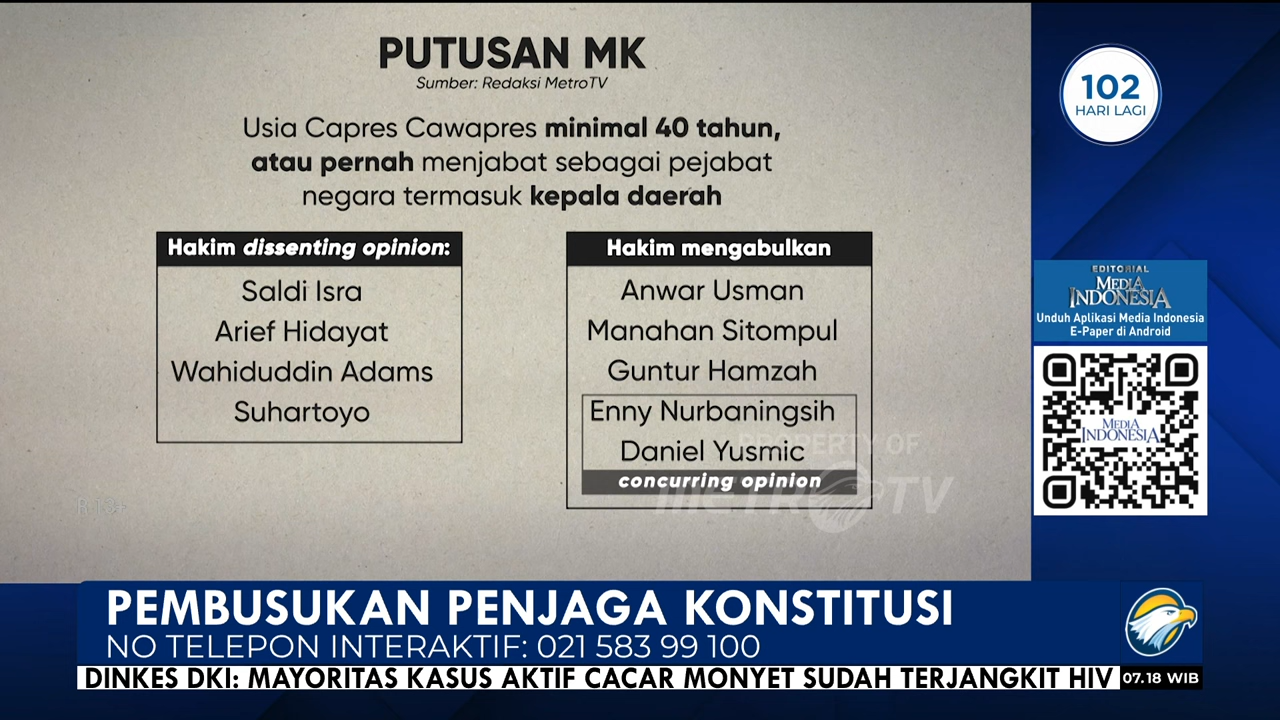 PUTUSAN MK
Sumber: Redaksi MetroTV
Usia Capres Cawapres minimal 40 tahun,
atau pernah menjabat sebagai pejabat
negara termasuk kepala daerah
Hakim dissenting opinion:
Saldi Isra
Arief Hidayat
Wahiduddin Adams
Suhartoyo
Hakim mengabulkan
Anwar Usman
Manahan Sitompul
Guntur Hamzah
Enny Nurbaningsih
Daniel Yusmic
concurring opinion
PROPERTY OF
METRO TV
102
HARI LAGI
EDITORIAL
MEDIA
INDONESIA
Unduh Aplikasi Media Indonesia
E-Paper di Android
MEDIA
INDONESIA
PEMBUSUKAN PENJAGA KONSTITUSI
NO TELEPON INTERAKTIF: 021 583 99 100
DINKES DKI: MAYORITAS KASUS AKTIF CACAR MONYET SUDAH TERJANGKIT HIV
07.18 WIB